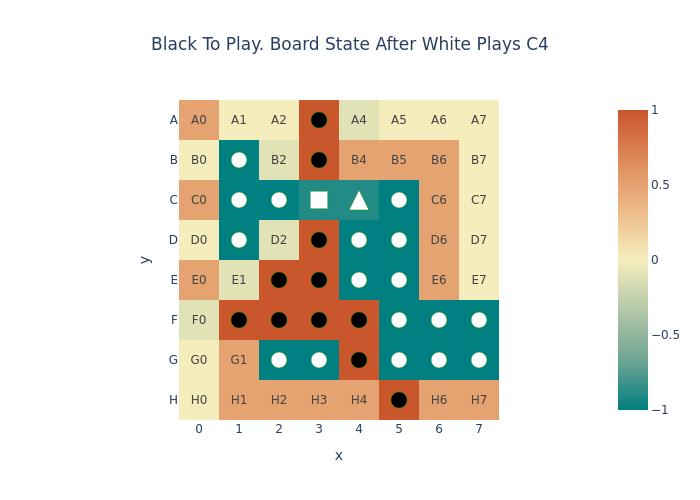 Black To Play. Board State After White Plays C4
A A0 A1 A2 A4 A5 A6 A7
B B0 B2 B4 B5 B6 B7
C C0 C6 C7
D D0 D2 D6 D7
E E0 E1 E6 E7
F F0
G G0 G1
H H0 H1 H2 H3 H4 H6 H7
0 1 2 3 4 5 6 7
x
y
1
0.5
0
−0.5
−1